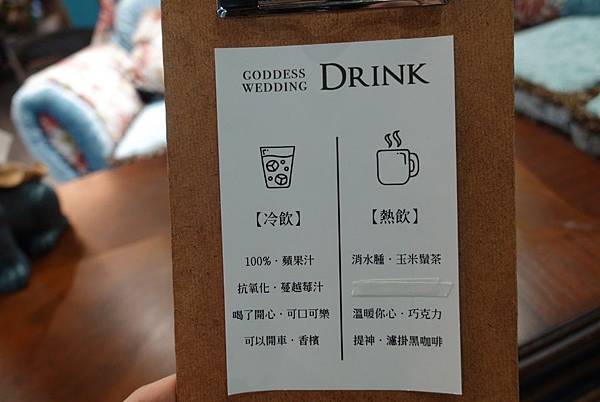 GODDESS
WEDDING
DRINK
【冷飲】
100%·蘋果汁
抗氧化·蔓越莓汁
喝了開心·可口可樂
可以開車·香檳
【熱飲】
消水腫·玉米鬚茶
溫暖你心·巧克力
提神·濾掛黑咖啡